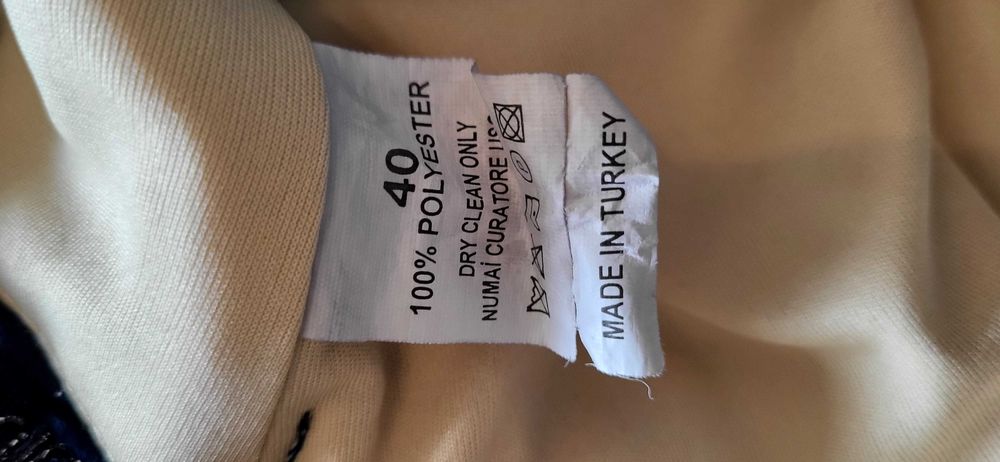 40
100% POLYESTER
DRY CLEAN ONLY
NUMAİ CURATORE
MADE IN TURKEY